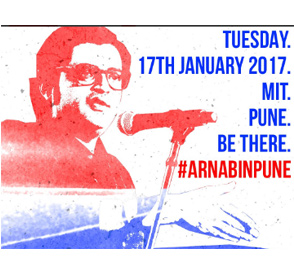 TUESDAY.
17TH JANUARY 2017.
MIT.
PUNE.
BE THERE.
#ARNABINPUNE